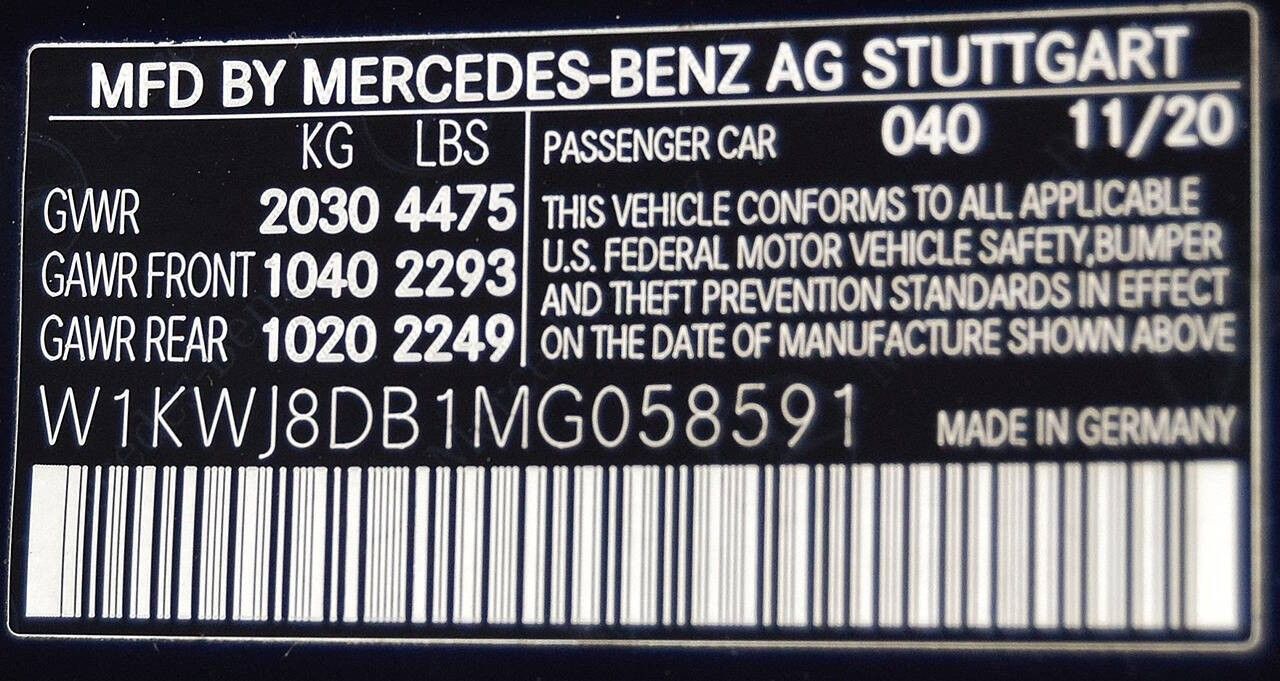 MFD BY MERCEDES-BENZ AG STUTTGART
KG LBS
GVWR 2030 4475
GAWR FRONT 1040 2293
GAWR REAR 1020 2249
PASSENGER CAR 040 11/20
THIS VEHICLE CONFORMS TO ALL APPLICABLE
U.S. FEDERAL MOTOR VEHICLE SAFETY,BUMPER
AND THEFT PREVENTION STANDARDS IN EFFECT
ON THE DATE OF MANUFACTURE SHOWN ABOVE
W1KWJ8DB1MG058591
MADE IN GERMANY